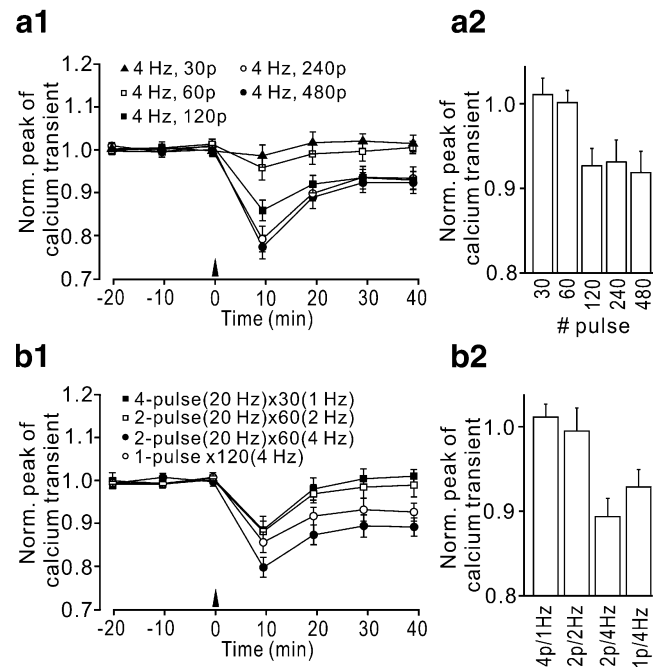 a1
4 Hz, 30p
4 Hz, 240p
4 Hz, 60p
4 Hz, 480p
4 Hz, 120p
Norm. peak of
calcium transient
1.2
1.1
1.0
0.9
0.8
0.7
-20 -10 0 10 20 30 40
Time (min)
a2
Norm. peak of
calcium transient
1.0
0.9
0.8
30 60 120 240 480
# pulse
b1
4-pulse(20 Hz)x30(1 Hz)
2-pulse(20 Hz)x60(2 Hz)
2-pulse(20 Hz)x60(4 Hz)
1-pulse x120(4 Hz)
Norm. peak of
calcium transient
1.2
1.1
1.0
0.9
0.8
0.7
-20 -10 0 10 20 30 40
Time (min)
b2
Norm. peak of
calcium transient
1.0
0.9
0.8
4p/1Hz 2p/2Hz 2p/4Hz 1p/4Hz